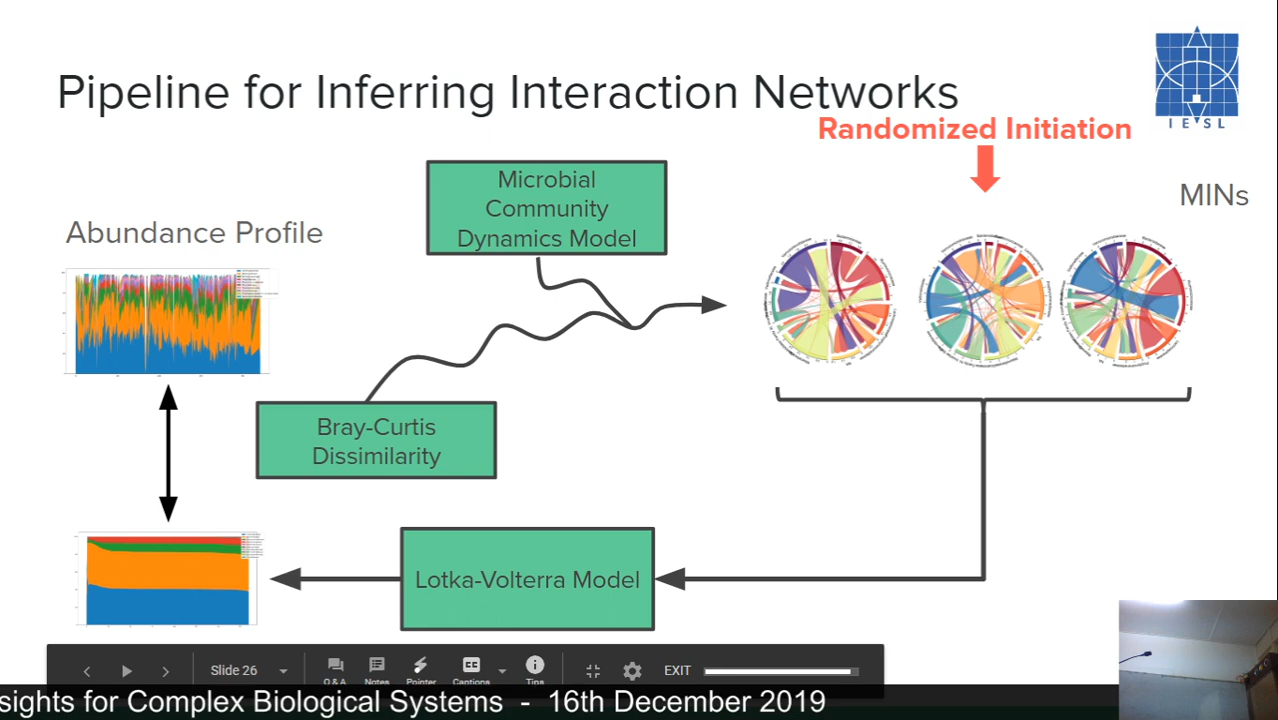 Pipeline for Inferring Interaction Networks
IESL
Randomized Initiation
MINs
Microbial
Community
Dynamics Model
Abundance Profile
Bray-Curtis
Dissimilarity
Lotka-Volterra Model
Slide 26
Q & A
Notes
Pointer
CC
Captions
Tips
EXIT
sights for Complex Biological Systems - 16th December 2019